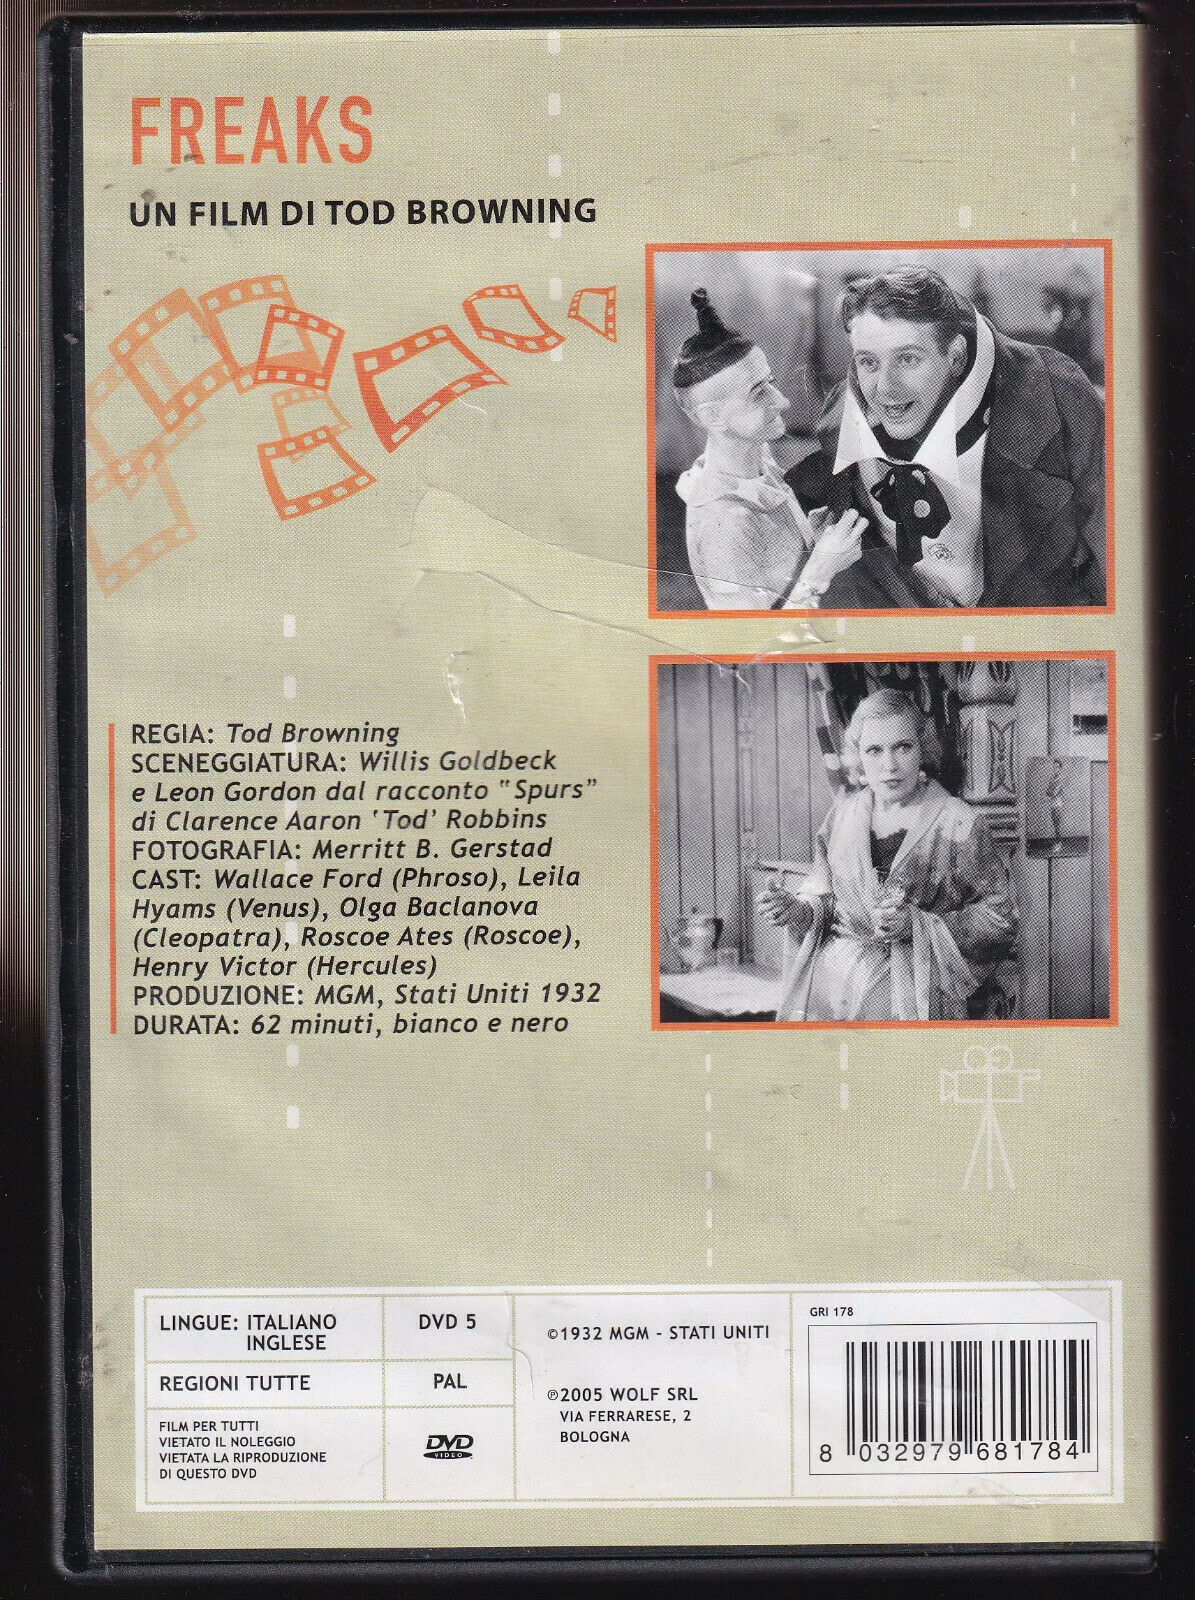 FREAKS
UN FILM DI TOD BROWNING
REGIA: Tod Browning
SCENEGGIATURA: Willis Goldbeck
e Leon Gordon dal racconto "Spurs"
di Clarence Aaron 'Tod' Robbins
FOTOGRAFIA: Merritt B. Gerstad
CAST: Wallace Ford (Phroso), Leila
Hyams (Venus), Olga Baclanova
(Cleopatra), Roscoe Ates (Roscoe),
Henry Victor (Hercules)
PRODUZIONE: MGM, Stati Uniti 1932
DURATA: 62 minuti, bianco e nero
LINGUE: ITALIANO
INGLESE
REGIONI TUTTE
FILM PER TUTTI
VIETATO IL NOLEGGIO
VIETATA LA RIPRODUZIONE
DI QUESTO DVD
DVD 5
PAL
DVD
VIDEO
©1932 MGM - STATI UNITI
℗2005 WOLF SRL
VIA FERRARESE, 2
BOLOGNA
GRI 178
8 032979 681784